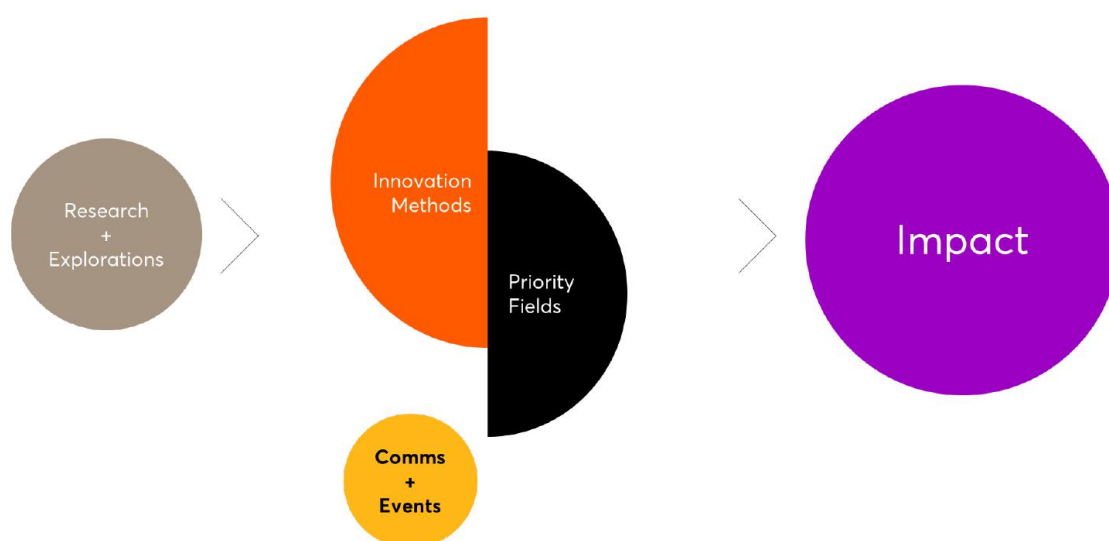 Research
+
Explorations
Innovation
Methods
Priority
Fields
Comms
+
Events
Impact